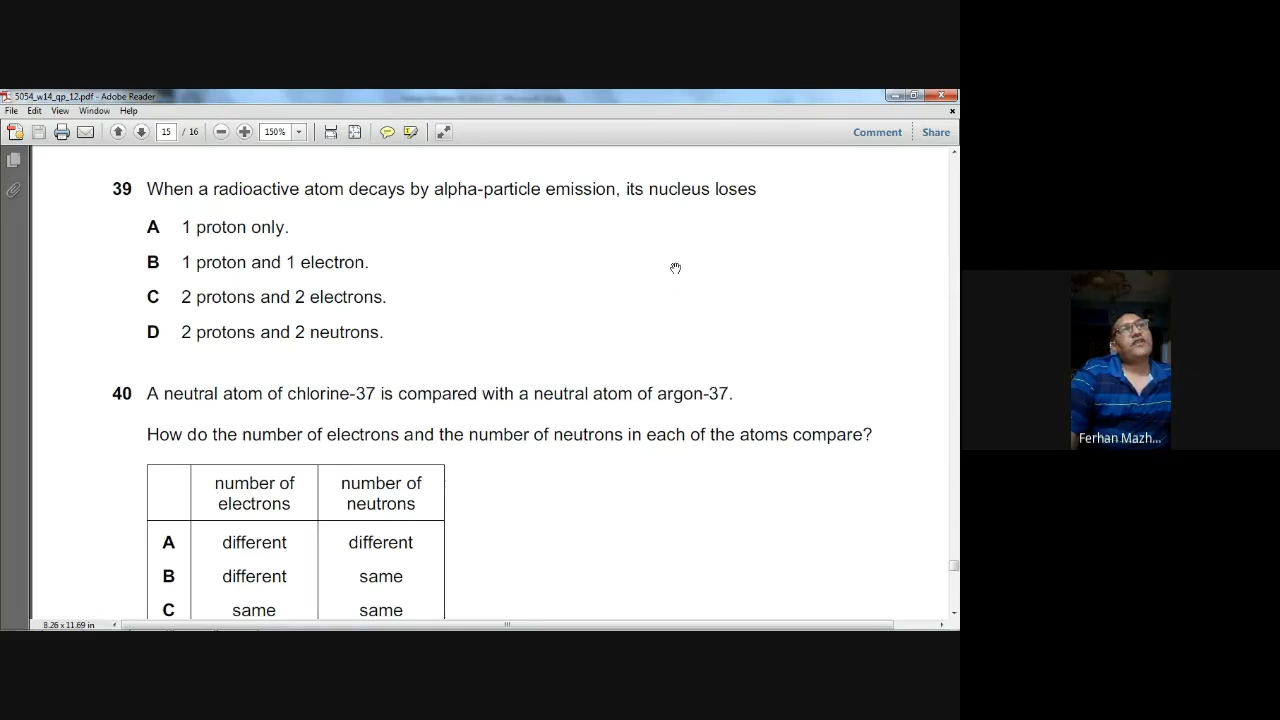 5054_w14_qp_12.pdf - Adobe Reader
File Edit View Window Help
15 / 16 150% Comment Share
39 When a radioactive atom decays by alpha-particle emission, its nucleus loses
A 1 proton only.
B 1 proton and 1 electron.
C 2 protons and 2 electrons.
D 2 protons and 2 neutrons.
40 A neutral atom of chlorine-37 is compared with a neutral atom of argon-37.
How do the number of electrons and the number of neutrons in each of the atoms compare?
number of number of
electrons neutrons
A different different
B different same
C same same
8.26 x 11.69 in
Ferhan Mazh...